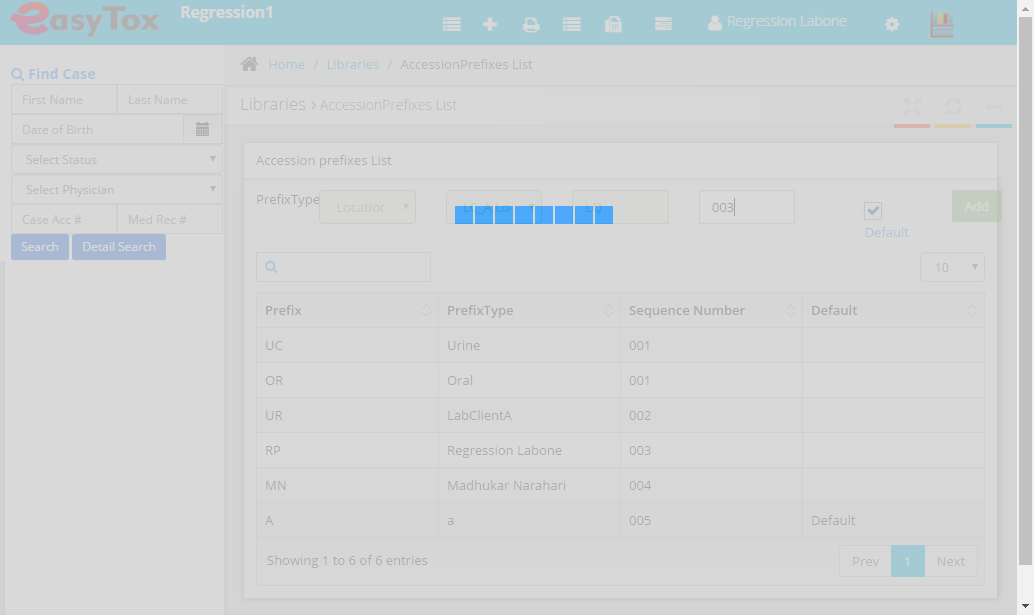 easyTox
Regression1
Regression Labone
Find Case
First Name
Last Name
Date of Birth
Select Status
Select Physician
Case Acc #
Med Rec #
Search
Detail Search
Home / Libraries / AccessionPrefixes List
Libraries › AccessionPrefixes List
Accession prefixes List
PrefixType
Location
003
Default
Add
10
Prefix PrefixType Sequence Number Default
UC Urine 001
OR Oral 001
UR LabClientA 002
RP Regression Labone 003
MN Madhukar Narahari 004
A a 005 Default
Showing 1 to 6 of 6 entries
Prev 1 Next